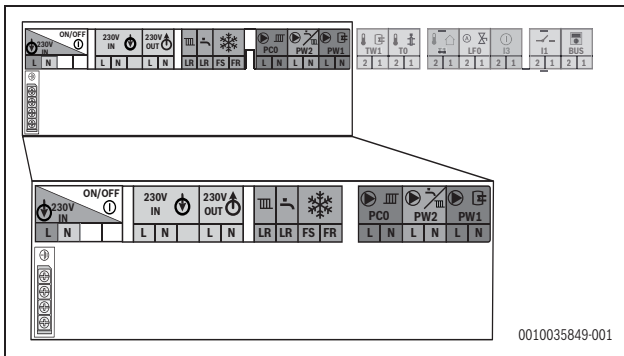 ON/OFF 230V 230V
230V IN IN OUT PC0 PW2 PW1 TW1 T0 LF0 I3 I1 BUS
L N L N L N LR LR FS FR L N L N L N 2 1 2 1 2 1 2 1 2 1 2 1 2 1
ON/OFF 230V 230V
230V IN IN OUT PC0 PW2 PW1
L N L N L N LR LR FS FR L N L N L N
0010035849-001